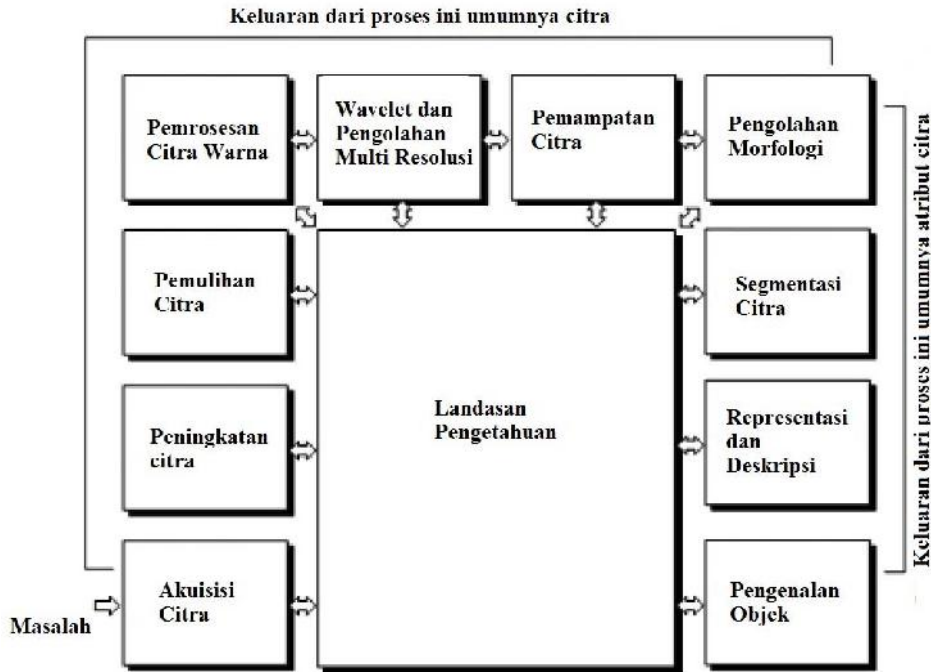 Keluaran dari proses ini umumnya citra
Pemrosesan
Citra Warna
Wavelet dan
Pengolahan
Multi Resolusi
Pemampatan
Citra
Pengolahan
Morfologi
Pemulihan
Citra
Segmentasi
Citra
Peningkatan
citra
Landasan
Pengetahuan
Representasi
dan
Deskripsi
Masalah
Akuisisi
Citra
Pengenalan
Objek
Keluaran dari proses ini umumnya atribut citra